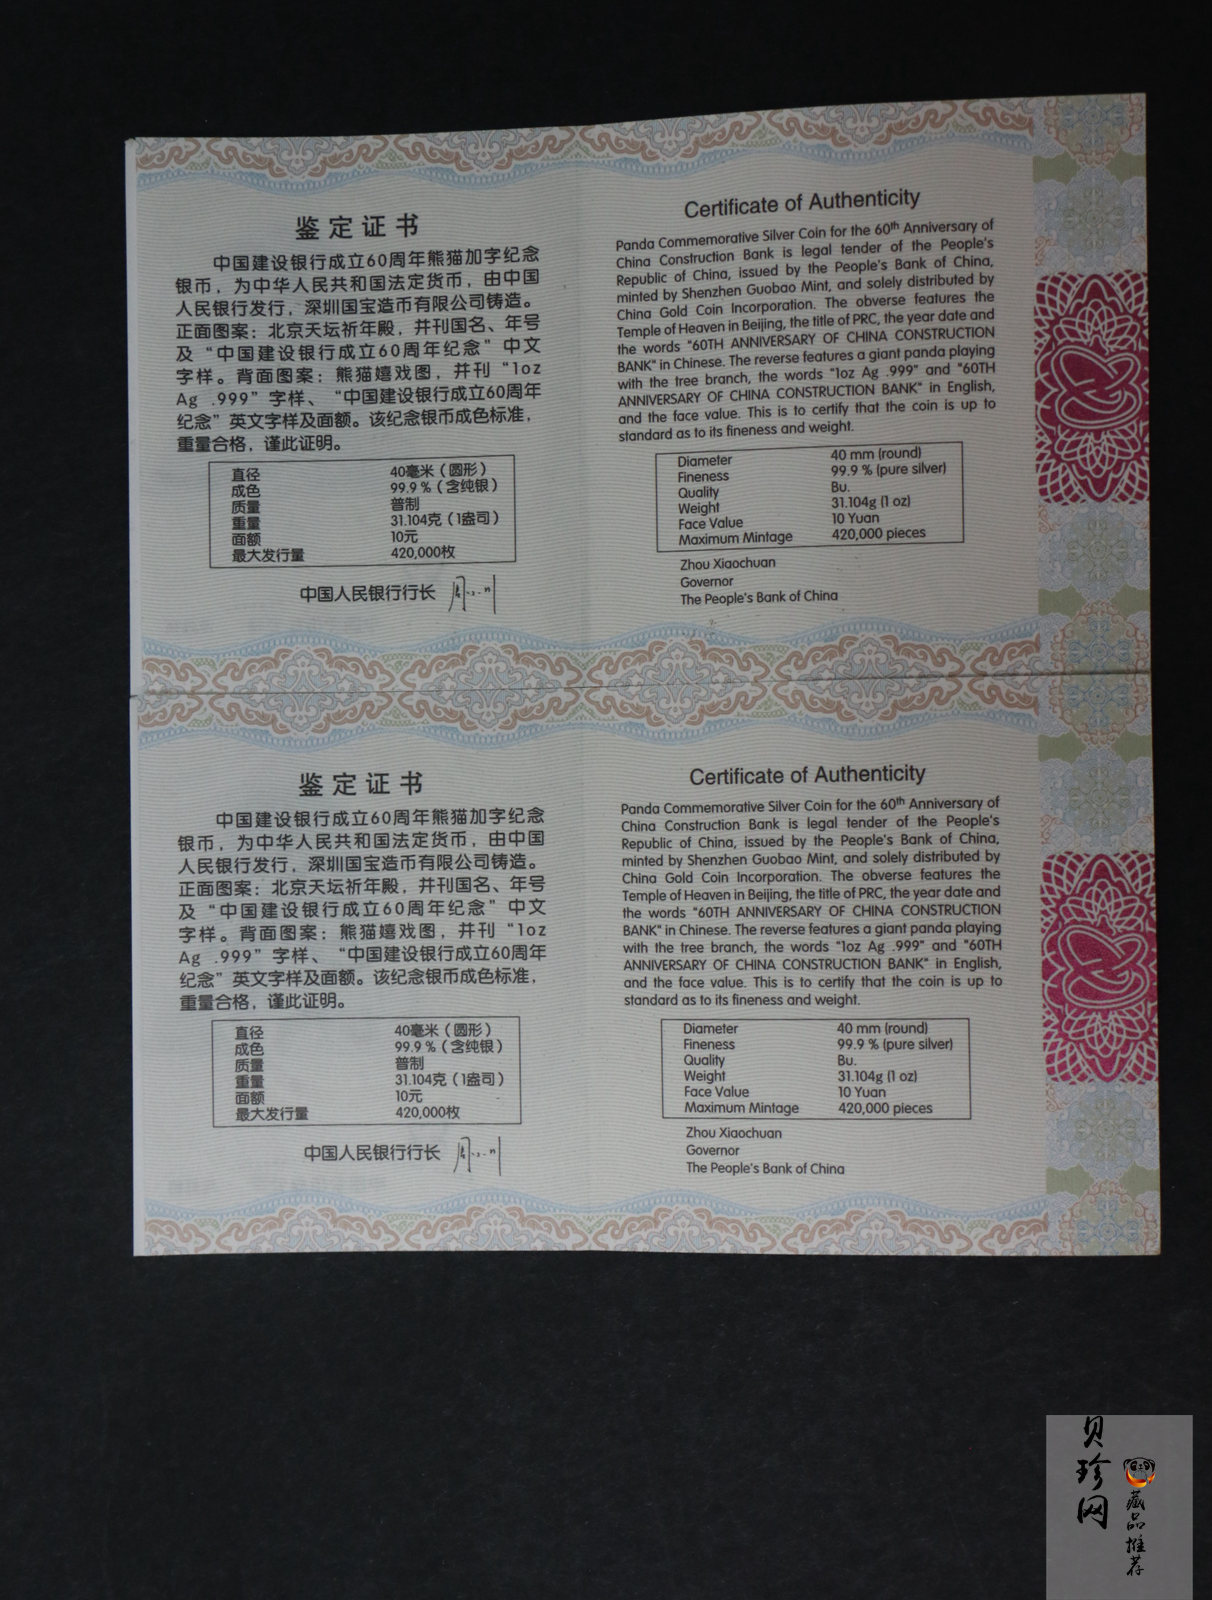 鉴定证书
中国建设银行成立60周年熊猫加字纪念
银币，为中华人民共和国法定货币，由中国
人民银行发行，深圳国宝造币有限公司铸造。
正面图案：北京天坛祈年殿，并刊国名、年号
及“中国建设银行成立60周年纪念”中文
字样。背面图案：熊猫嬉戏图，并刊“1oz
Ag .999”字样、“中国建设银行成立60周年
纪念”英文字样及面额。该纪念银币成色标准，
重量合格，谨此证明。
直径 40毫米（圆形）
成色 99.9％（含纯银）
质量 普制
重量 31.104克（1盎司）
面额 10元
最大发行量 420,000枚
中国人民银行行长
Certificate of Authenticity
Panda Commemorative Silver Coin for the 60th Anniversary of
China Construction Bank is legal tender of the People's
Republic of China, issued by the People's Bank of China,
minted by Shenzhen Guobao Mint, and solely distributed by
China Gold Coin Incorporation. The obverse features the
Temple of Heaven in Beijing, the title of PRC, the year date and
the words "60TH ANNIVERSARY OF CHINA CONSTRUCTION
BANK" in Chinese. The reverse features a giant panda playing
with the tree branch, the words "1oz Ag .999" and "60TH
ANNIVERSARY OF CHINA CONSTRUCTION BANK" in English,
and the face value. This is to certify that the coin is up to
standard as to its fineness and weight.
Diameter 40 mm (round)
Fineness 99.9 % (pure silver)
Quality Bu.
Weight 31.104g (1 oz)
Face Value 10 Yuan
Maximum Mintage 420,000 pieces
Zhou Xiaochuan
Governor
The People's Bank of China
鉴定证书
中国建设银行成立60周年熊猫加字纪念
银币，为中华人民共和国法定货币，由中国
人民银行发行，深圳国宝造币有限公司铸造。
正面图案：北京天坛祈年殿，并刊国名、年号
及“中国建设银行成立60周年纪念”中文
字样。背面图案：熊猫嬉戏图，并刊“1oz
Ag .999”字样、“中国建设银行成立60周年
纪念”英文字样及面额。该纪念银币成色标准，
重量合格，谨此证明。
直径 40毫米（圆形）
成色 99.9％（含纯银）
质量 普制
重量 31.104克（1盎司）
面额 10元
最大发行量 420,000枚
中国人民银行行长
Certificate of Authenticity
Panda Commemorative Silver Coin for the 60th Anniversary of
China Construction Bank is legal tender of the People's
Republic of China, issued by the People's Bank of China,
minted by Shenzhen Guobao Mint, and solely distributed by
China Gold Coin Incorporation. The obverse features the
Temple of Heaven in Beijing, the title of PRC, the year date and
the words "60TH ANNIVERSARY OF CHINA CONSTRUCTION
BANK" in Chinese. The reverse features a giant panda playing
with the tree branch, the words "1oz Ag .999" and "60TH
ANNIVERSARY OF CHINA CONSTRUCTION BANK" in English,
and the face value. This is to certify that the coin is up to
standard as to its fineness and weight.
Diameter 40 mm (round)
Fineness 99.9 % (pure silver)
Quality Bu.
Weight 31.104g (1 oz)
Face Value 10 Yuan
Maximum Mintage 420,000 pieces
Zhou Xiaochuan
Governor
The People's Bank of China
贝珍网
藏品推荐